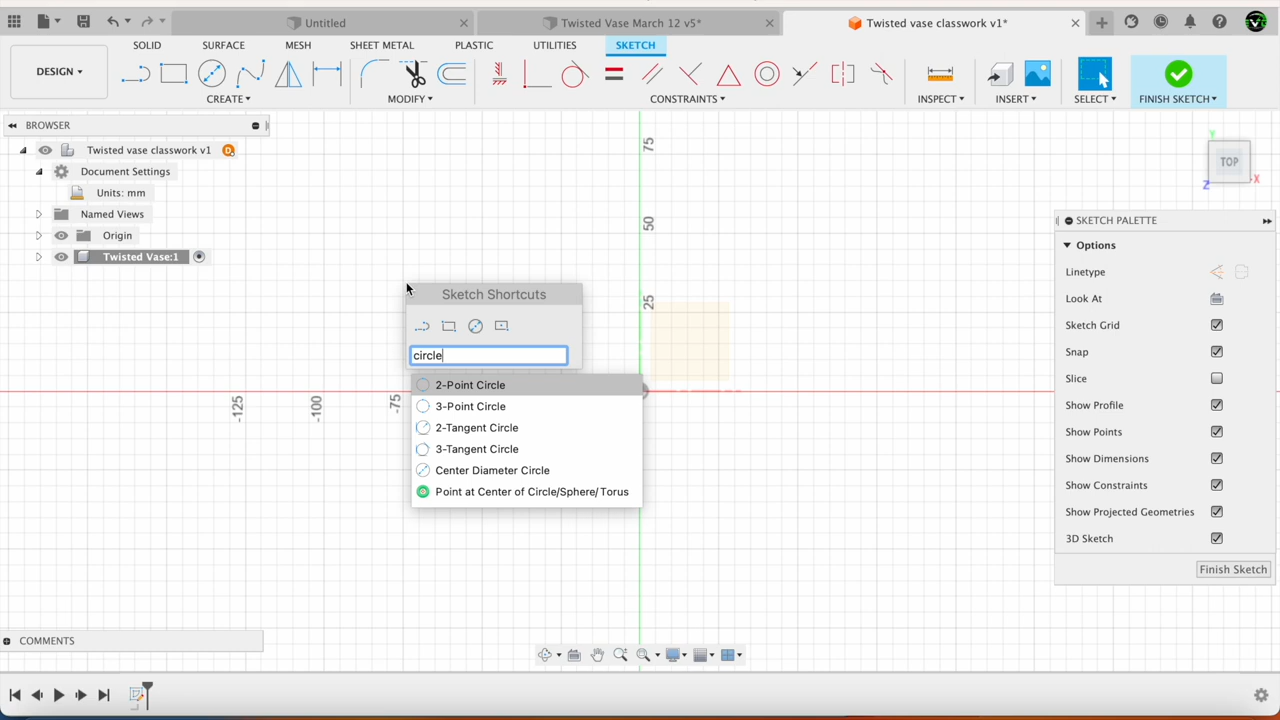 Untitled
Twisted Vase March 12 v5*
Twisted vase classwork v1*
DESIGN
SOLID
SURFACE
MESH
SHEET METAL
PLASTIC
UTILITIES
SKETCH
CREATE
MODIFY
CONSTRAINTS
INSPECT
INSERT
SELECT
FINISH SKETCH
BROWSER
Twisted vase classwork v1
Document Settings
Units: mm
Named Views
Origin
Twisted Vase:1
75
50
25
-125
-100
-75
TOP
Y
X
Z
Sketch Shortcuts
circle
2-Point Circle
3-Point Circle
2-Tangent Circle
3-Tangent Circle
Center Diameter Circle
Point at Center of Circle/Sphere/Torus
SKETCH PALETTE
Options
Linetype
Look At
Sketch Grid
Snap
Slice
Show Profile
Show Points
Show Dimensions
Show Constraints
Show Projected Geometries
3D Sketch
Finish Sketch
COMMENTS